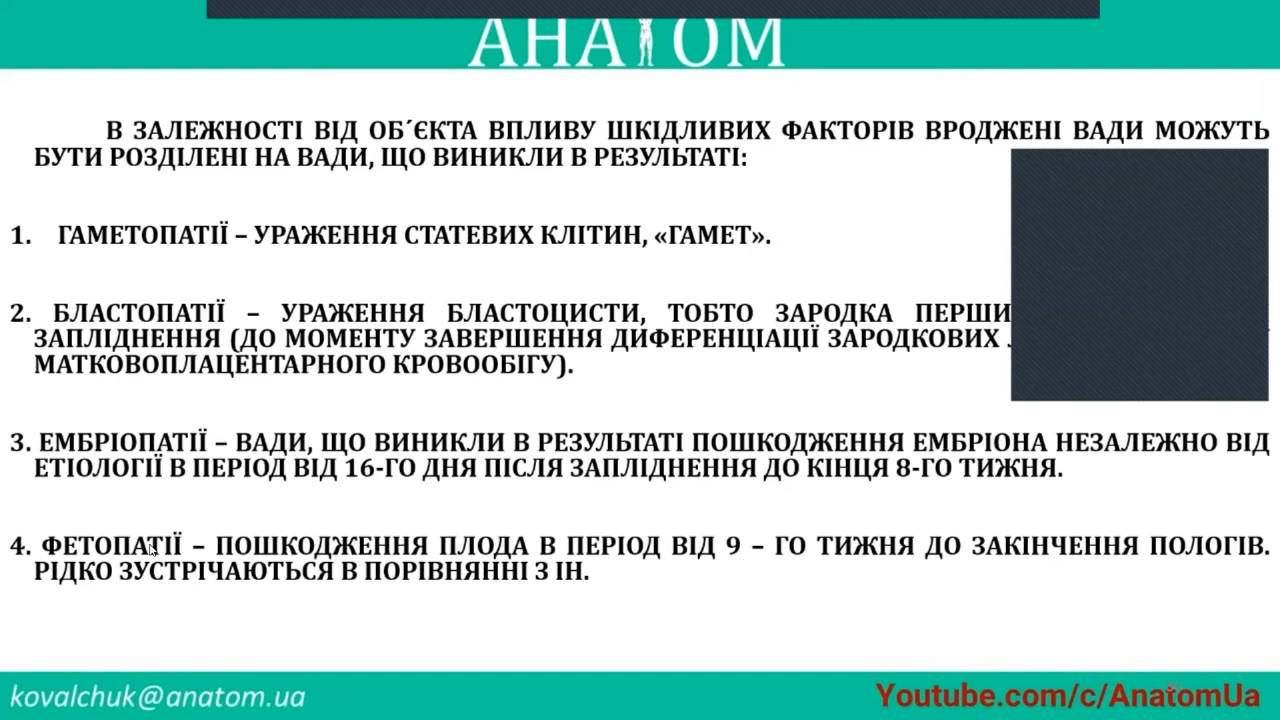 АНАТОМ
В ЗАЛЕЖНОСТІ ВІД ОБ´ЄКТА ВПЛИВУ ШКІДЛИВИХ ФАКТОРІВ ВРОДЖЕНІ ВАДИ МОЖУТЬ
БУТИ РОЗДІЛЕНІ НА ВАДИ, ЩО ВИНИКЛИ В РЕЗУЛЬТАТІ:
1. ГАМЕТОПАТІЇ – УРАЖЕННЯ СТАТЕВИХ КЛІТИН, «ГАМЕТ».
2. БЛАСТОПАТІЇ – УРАЖЕННЯ БЛАСТОЦИСТИ, ТОБТО ЗАРОДКА
ЗАПЛІДНЕННЯ (ДО МОМЕНТУ ЗАВЕРШЕННЯ ДИФЕРЕНЦІАЦІЇ ЗАРОДКОВИХ
МАТКОВОПЛАЦЕНТАРНОГО КРОВООБІГУ).
3. ЕМБРІОПАТІЇ – ВАДИ, ЩО ВИНИКЛИ В РЕЗУЛЬТАТІ ПОШКОДЖЕННЯ ЕМБРІОНА НЕЗАЛЕЖНО ВІД
ЕТІОЛОГІЇ В ПЕРІОД ВІД 16-ГО ДНЯ ПІСЛЯ ЗАПЛІДНЕННЯ ДО КІНЦЯ 8-ГО ТИЖНЯ.
4. ФЕТОПАТІЇ – ПОШКОДЖЕННЯ ПЛОДА В ПЕРІОД ВІД 9 – ГО ТИЖНЯ ДО ЗАКІНЧЕННЯ ПОЛОГІВ.
РІДКО ЗУСТРІЧАЮТЬСЯ В ПОРІВНЯННІ З ІН.
kovalchuk@anatom.ua
Youtube.com/c/AnatomUa